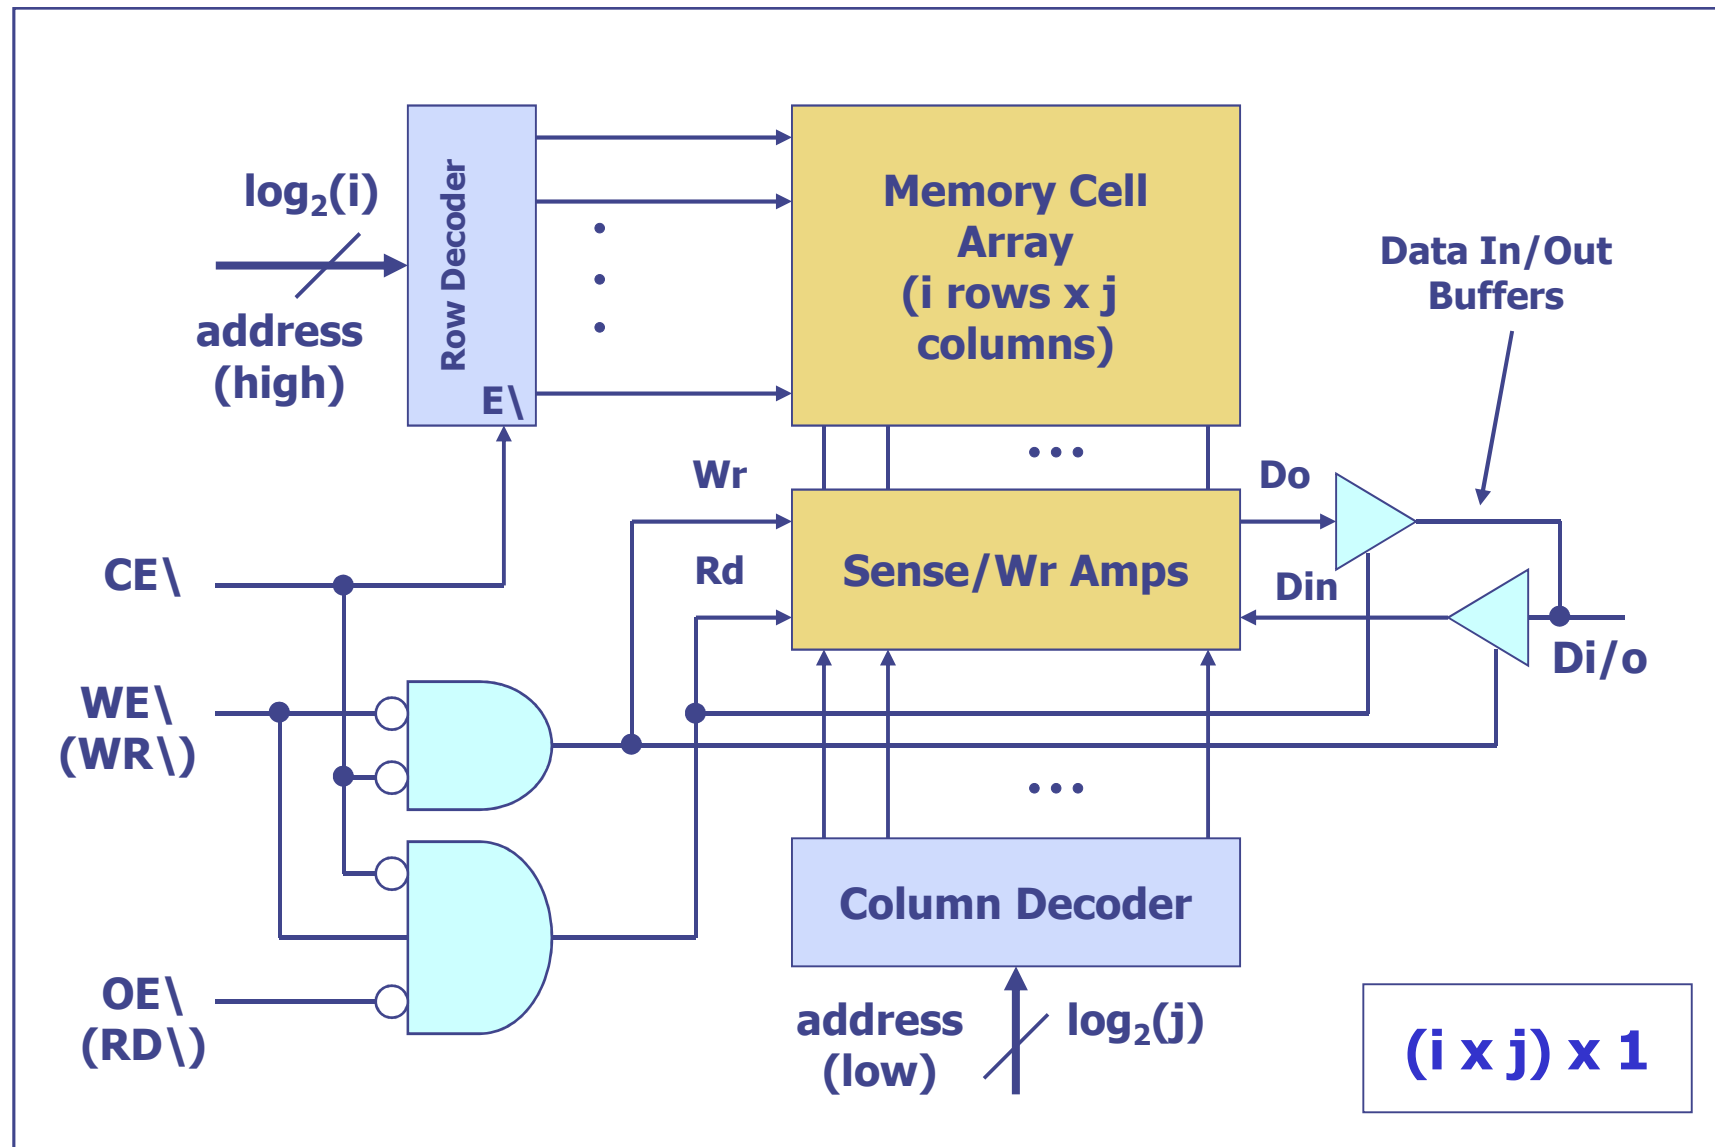 log₂(i)
address
(high)
Row Decoder
E\
Memory Cell
Array
(i rows x j
columns)
Data In/Out
Buffers
Wr
Rd
Sense/Wr Amps
Do
Din
Di/o
CE\
WE\
(WR\)
OE\
(RD\)
Column Decoder
address
(low)
log₂(j)
(i x j) x 1